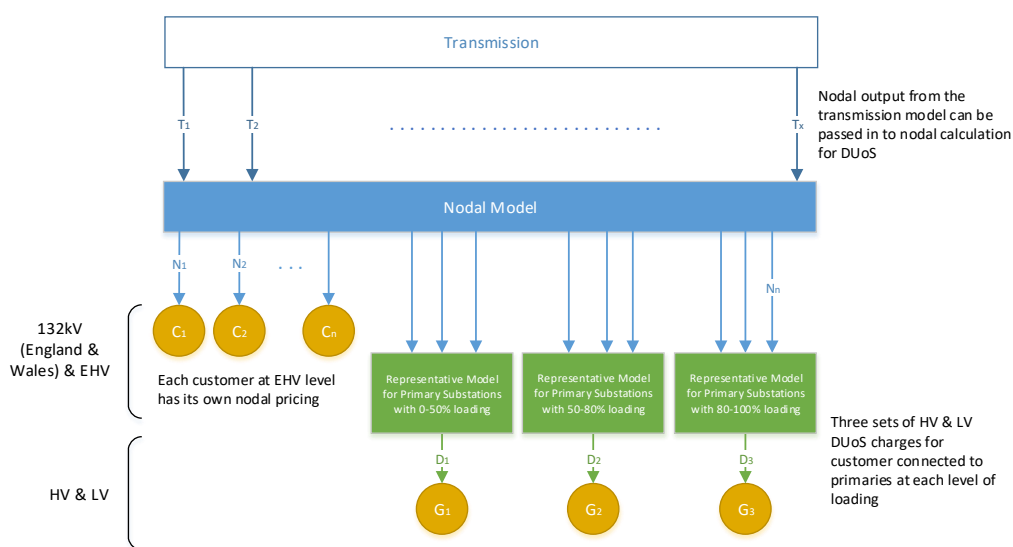 Transmission
T1
T2
. . . . . . . . . . . . . . . . . . . . . . . . . . . .
Tx
Nodal output from the
transmission model can be
passed in to nodal calculation
for DUoS
Nodal Model
N1
N2
. . .
Nn
132kV
(England &
Wales) & EHV
C1
C2
Cn
Each customer at EHV level
has its own nodal pricing
Representative Model
for Primary Substations
with 0-50% loading
Representative Model
for Primary Substations
with 50-80% loading
Representative Model
for Primary Substations
with 80-100% loading
D1
D2
D3
Three sets of HV & LV
DUoS charges for
customer connected to
primaries at each level of
loading
HV & LV
G1
G2
G3